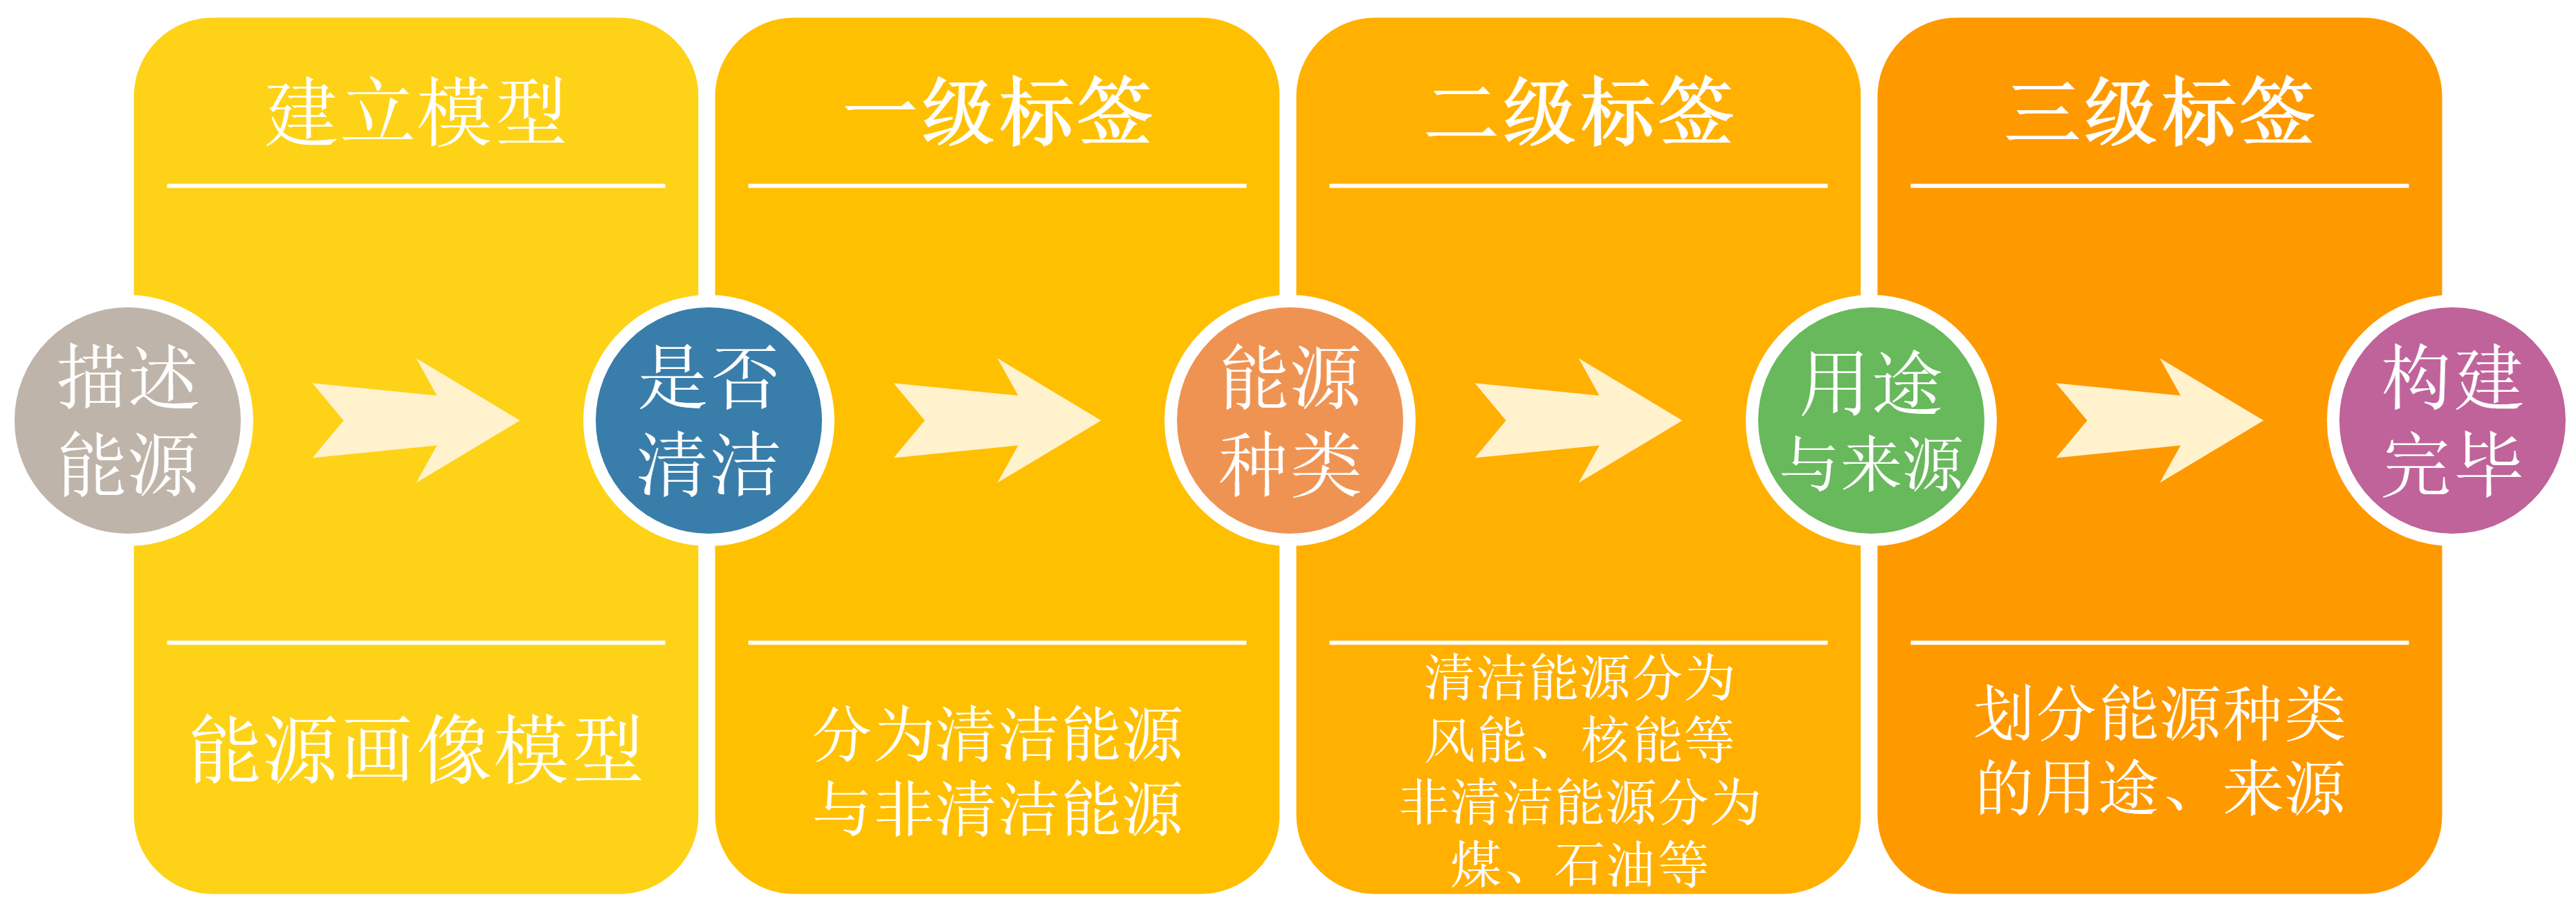 建立模型
一级标签
二级标签
三级标签
描述
能源
是否
清洁
能源
种类
用途
与来源
构建
完毕
能源画像模型
分为清洁能源
与非清洁能源
清洁能源分为
风能、核能等
非清洁能源分为
煤、石油等
划分能源种类
的用途、来源